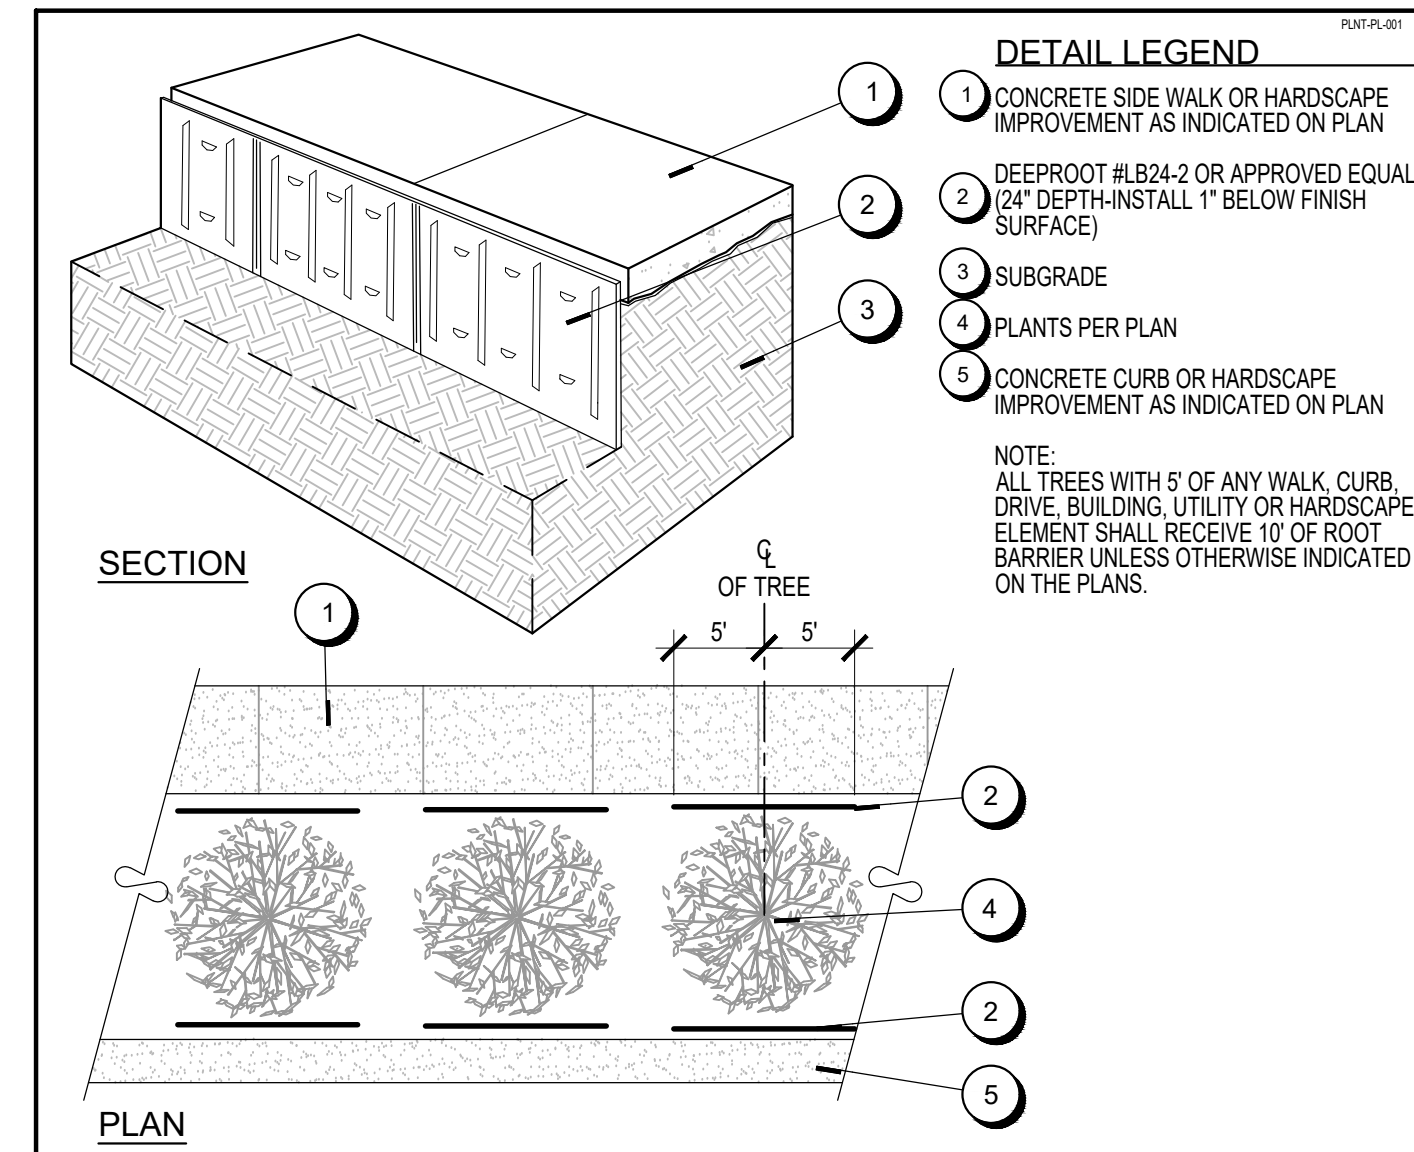 PLNT-PL-001
DETAIL LEGEND
1 CONCRETE SIDE WALK OR HARDSCAPE
IMPROVEMENT AS INDICATED ON PLAN
DEEPROOT #LB24-2 OR APPROVED EQUAL
2 (24" DEPTH-INSTALL 1" BELOW FINISH
SURFACE)
3 SUBGRADE
4 PLANTS PER PLAN
5 CONCRETE CURB OR HARDSCAPE
IMPROVEMENT AS INDICATED ON PLAN
NOTE:
ALL TREES WITH 5' OF ANY WALK, CURB,
DRIVE, BUILDING, UTILITY OR HARDSCAPE
ELEMENT SHALL RECEIVE 10' OF ROOT
BARRIER UNLESS OTHERWISE INDICATED
ON THE PLANS.
1
2
3
SECTION
℄
OF TREE
5' 5'
1
2
4
2
5
PLAN